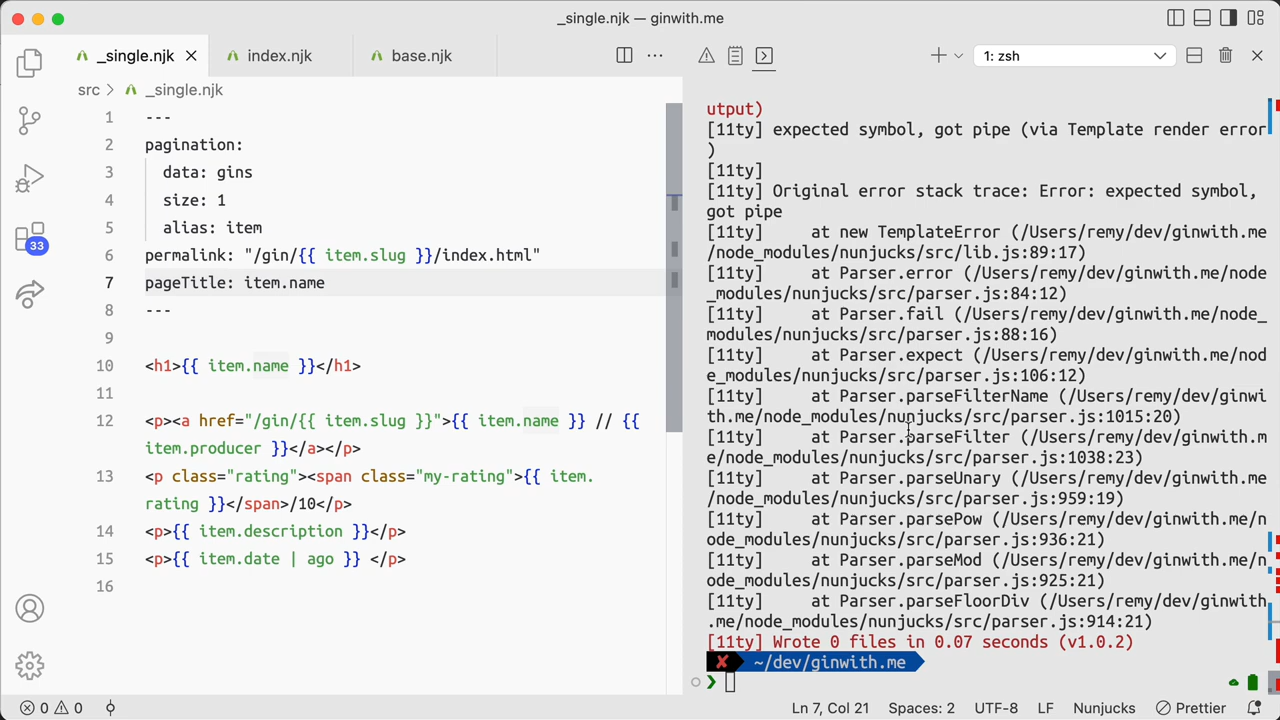 _single.njk — ginwith.me
_single.njk
index.njk
base.njk
1: zsh
src
_single.njk
1 ---
2 pagination:
3 data: gins
4 size: 1
5 alias: item
6 permalink: "/gin/{{ item.slug }}/index.html"
7 pageTitle: item.name
8 ---
9
10 <h1>{{ item.name }}</h1>
11
12 <p><a href="/gin/{{ item.slug }}">{{ item.name }} // {{
item.producer }}</a></p>
13 <p class="rating"><span class="my-rating">{{ item.
rating }}</span>/10</p>
14 <p>{{ item.description }}</p>
15 <p>{{ item.date | ago }} </p>
16
33
utput)
[11ty] expected symbol, got pipe (via Template render error
)
[11ty]
[11ty] Original error stack trace: Error: expected symbol,
got pipe
[11ty] at new TemplateError (/Users/remy/dev/ginwith.me
/node_modules/nunjucks/src/lib.js:89:17)
[11ty] at Parser.error (/Users/remy/dev/ginwith.me/node
_modules/nunjucks/src/parser.js:84:12)
[11ty] at Parser.fail (/Users/remy/dev/ginwith.me/node_
modules/nunjucks/src/parser.js:88:16)
[11ty] at Parser.expect (/Users/remy/dev/ginwith.me/nod
e_modules/nunjucks/src/parser.js:106:12)
[11ty] at Parser.parseFilterName (/Users/remy/dev/ginwi
th.me/node_modules/nunjucks/src/parser.js:1015:20)
[11ty] at Parser.parseFilter (/Users/remy/dev/ginwith.m
e/node_modules/nunjucks/src/parser.js:1038:23)
[11ty] at Parser.parseUnary (/Users/remy/dev/ginwith.me
/node_modules/nunjucks/src/parser.js:959:19)
[11ty] at Parser.parsePow (/Users/remy/dev/ginwith.me/n
ode_modules/nunjucks/src/parser.js:936:21)
[11ty] at Parser.parseMod (/Users/remy/dev/ginwith.me/n
ode_modules/nunjucks/src/parser.js:925:21)
[11ty] at Parser.parseFloorDiv (/Users/remy/dev/ginwith
.me/node_modules/nunjucks/src/parser.js:914:21)
[11ty] Wrote 0 files in 0.07 seconds (v1.0.2)
✘ ~/dev/ginwith.me
❯
0 0
Ln 7, Col 21
Spaces: 2
UTF-8
LF
Nunjucks
Prettier